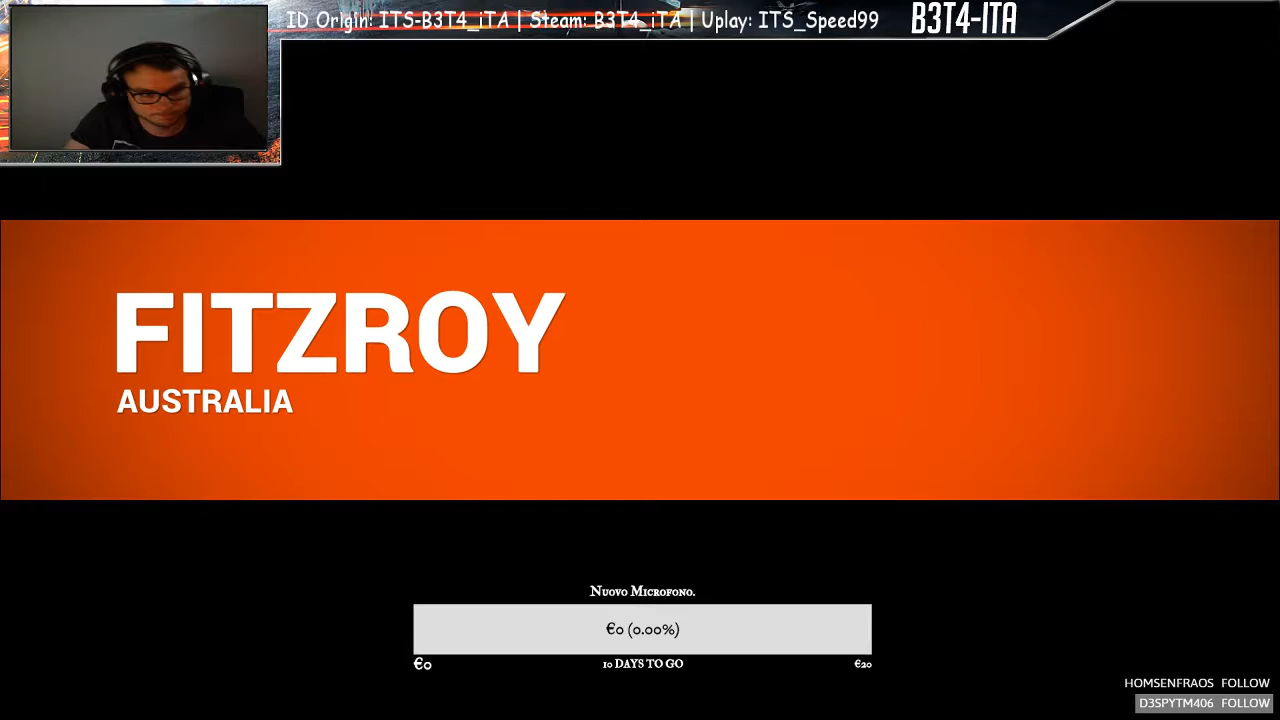 ID Origin: ITS-B3T4_iTA | Steam: B3T4_iTA | Uplay: ITS_Speed99
B3T4-ITA
FITZROY
AUSTRALIA
Nuovo Microfono.
€0 (0.00%)
€0 10 DAYS TO GO €20
HOMSENFRAOS FOLLOW
D3SPYTM406 FOLLOW